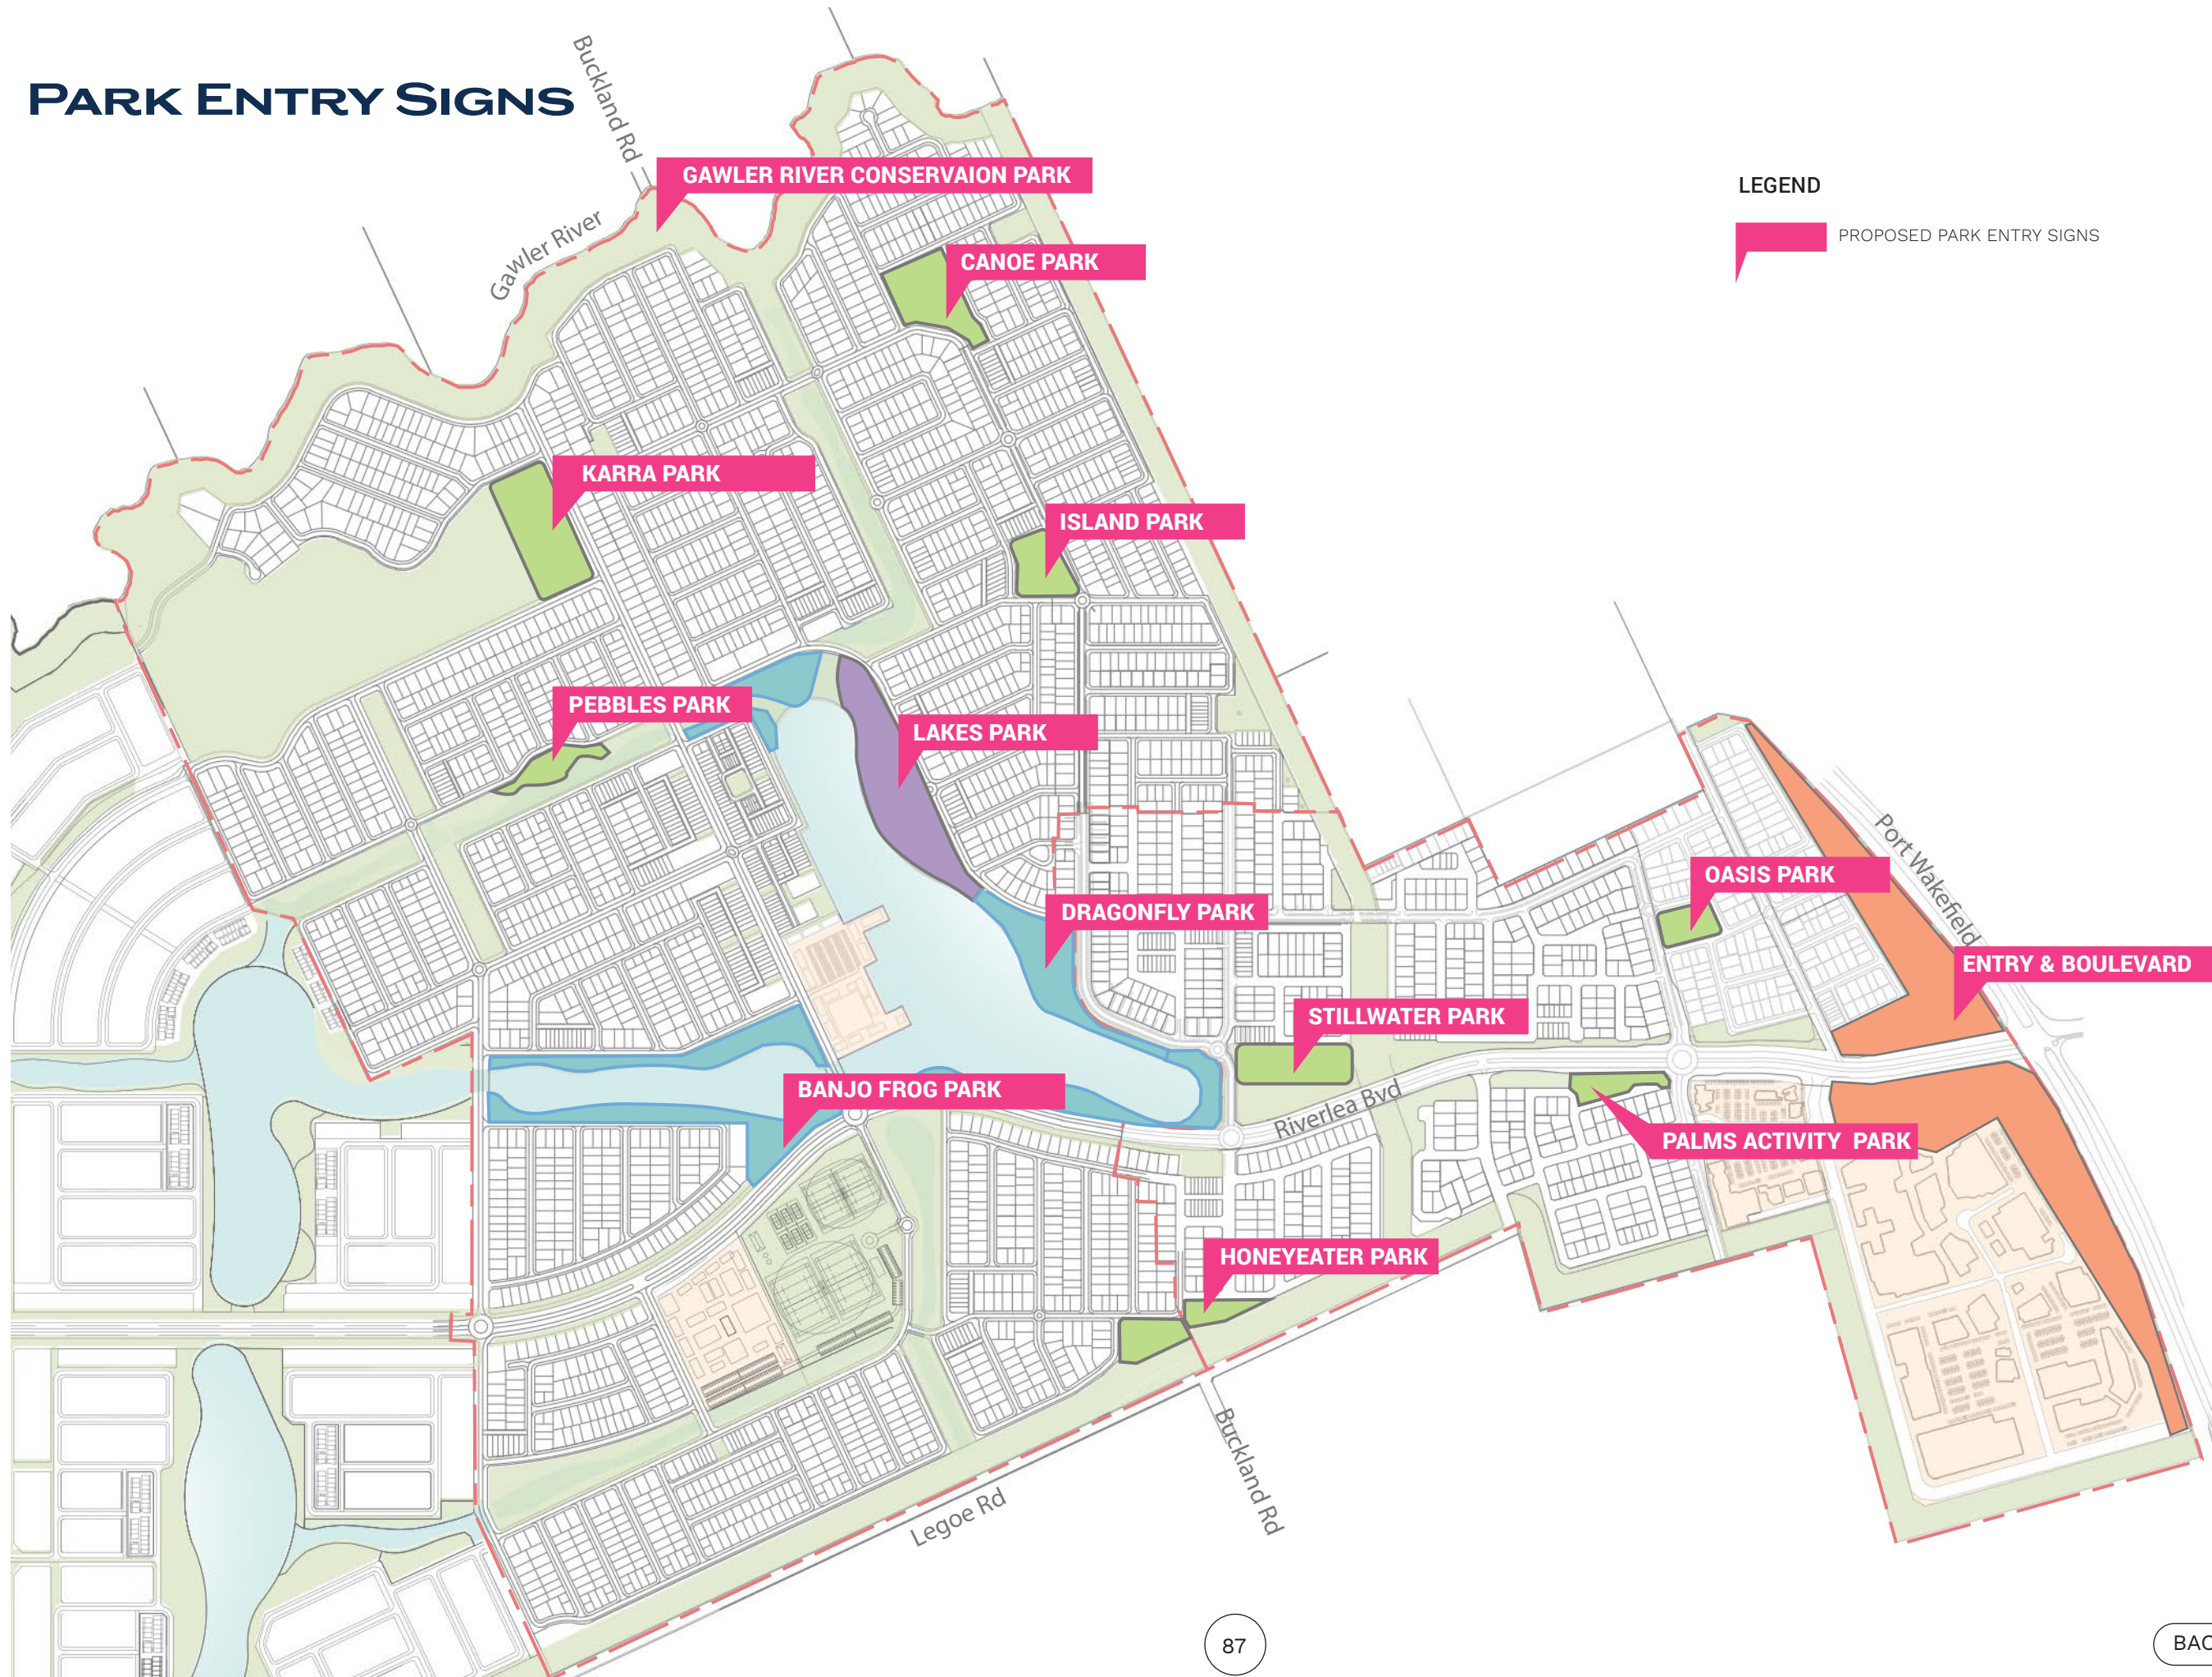 PARK ENTRY SIGNS
Buckland Rd
GAWLER RIVER CONSERVAION PARK
LEGEND
PROPOSED PARK ENTRY SIGNS
Gawler River
CANOE PARK
KARRA PARK
ISLAND PARK
PEBBLES PARK
LAKES PARK
Port Wakefield
OASIS PARK
DRAGONFLY PARK
ENTRY & BOULEVARD
STILLWATER PARK
BANJO FROG PARK
Riverlea Bvd
PALMS ACTIVITY PARK
HONEYEATER PARK
Buckland Rd
Legoe Rd
87
BAC